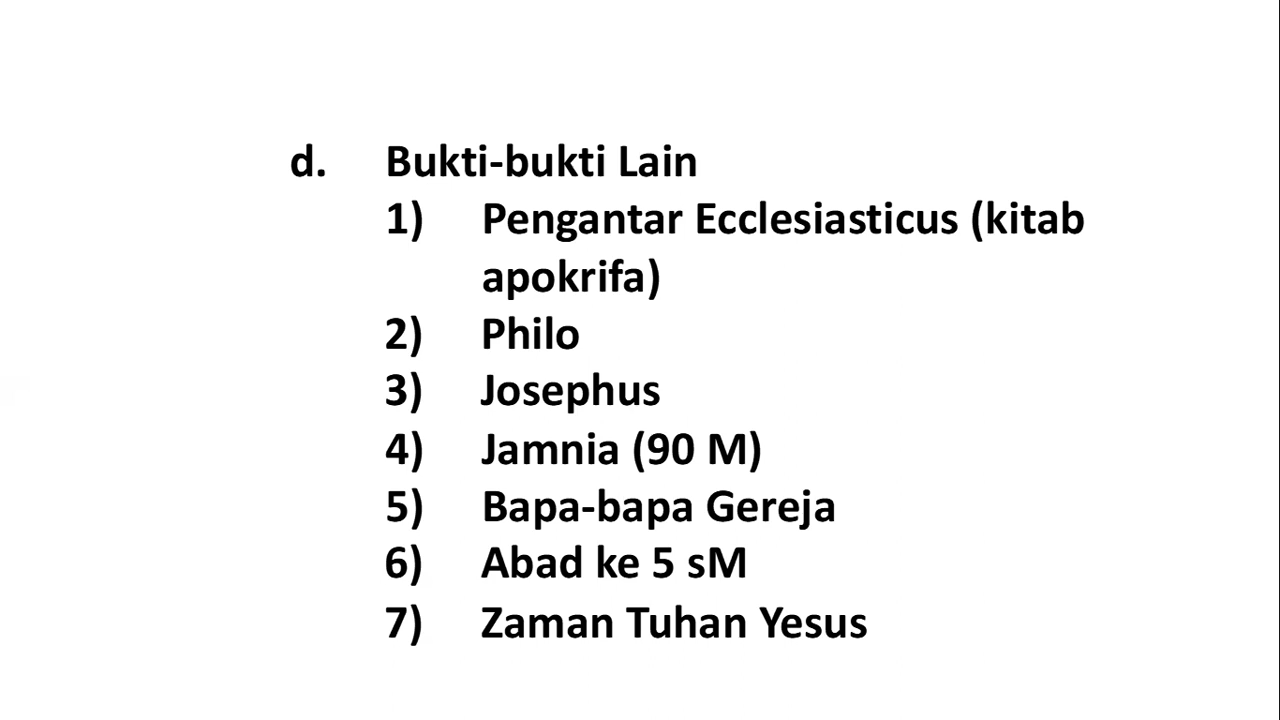 d. Bukti-bukti Lain
1) Pengantar Ecclesiasticus (kitab
apokrifa)
2) Philo
3) Josephus
4) Jamnia (90 M)
5) Bapa-bapa Gereja
6) Abad ke 5 sM
7) Zaman Tuhan Yesus